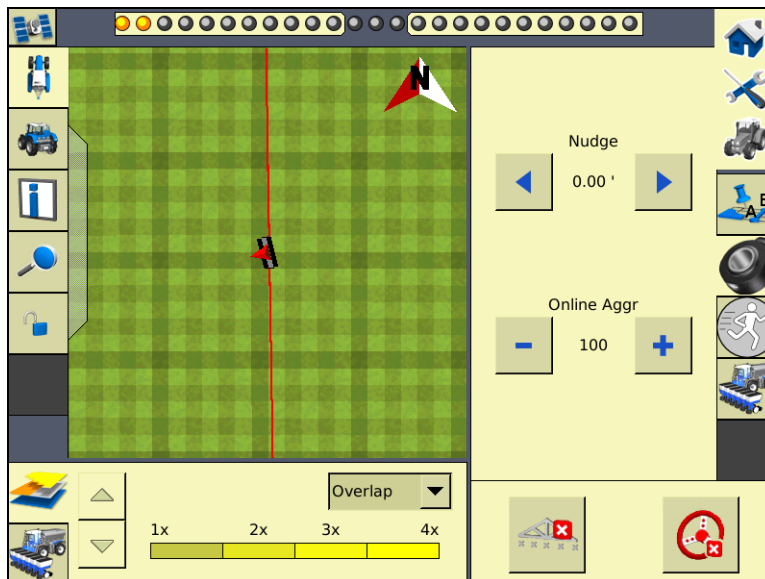 N
Nudge
0.00 '
A B
Online Aggr
100
Overlap
1x 2x 3x 4x